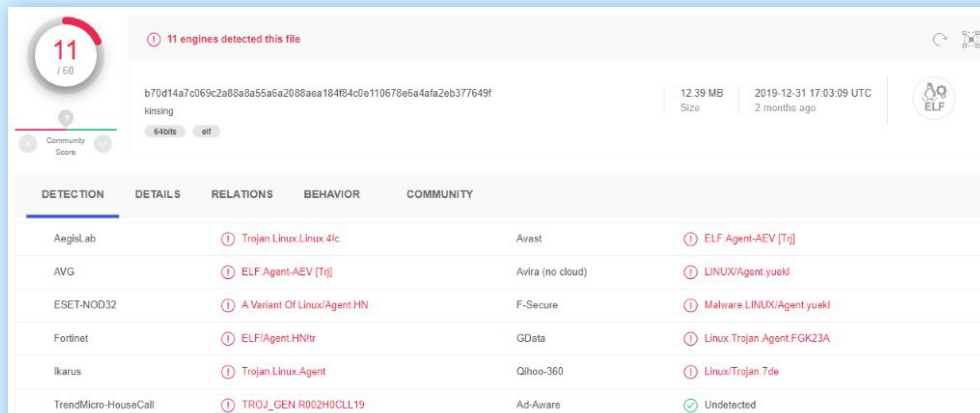 11
/ 60
Community
Score
11 engines detected this file
b70d14a7c069c2a88a8a55a6a2088aea184f84c0e110678e6a4afa2eb377649f
kinsing
64bits elf
12.39 MB
Size
2019-12-31 17:03:09 UTC
2 months ago
ELF
DETECTION DETAILS RELATIONS BEHAVIOR COMMUNITY
AegisLab Trojan.Linux.Linux.4!c Avast ELF:Agent-AEV [Trj]
AVG ELF:Agent-AEV [Trj] Avira (no cloud) LINUX/Agent.yuekl
ESET-NOD32 A Variant Of Linux/Agent.HN F-Secure Malware.LINUX/Agent.yuekl
Fortinet ELF/Agent.HN!tr GData Linux.Trojan.Agent.FGK23A
Ikarus Trojan.Linux.Agent Qihoo-360 Linux/Trojan.7de
TrendMicro-HouseCall TROJ_GEN.R002H0CLL19 Ad-Aware Undetected